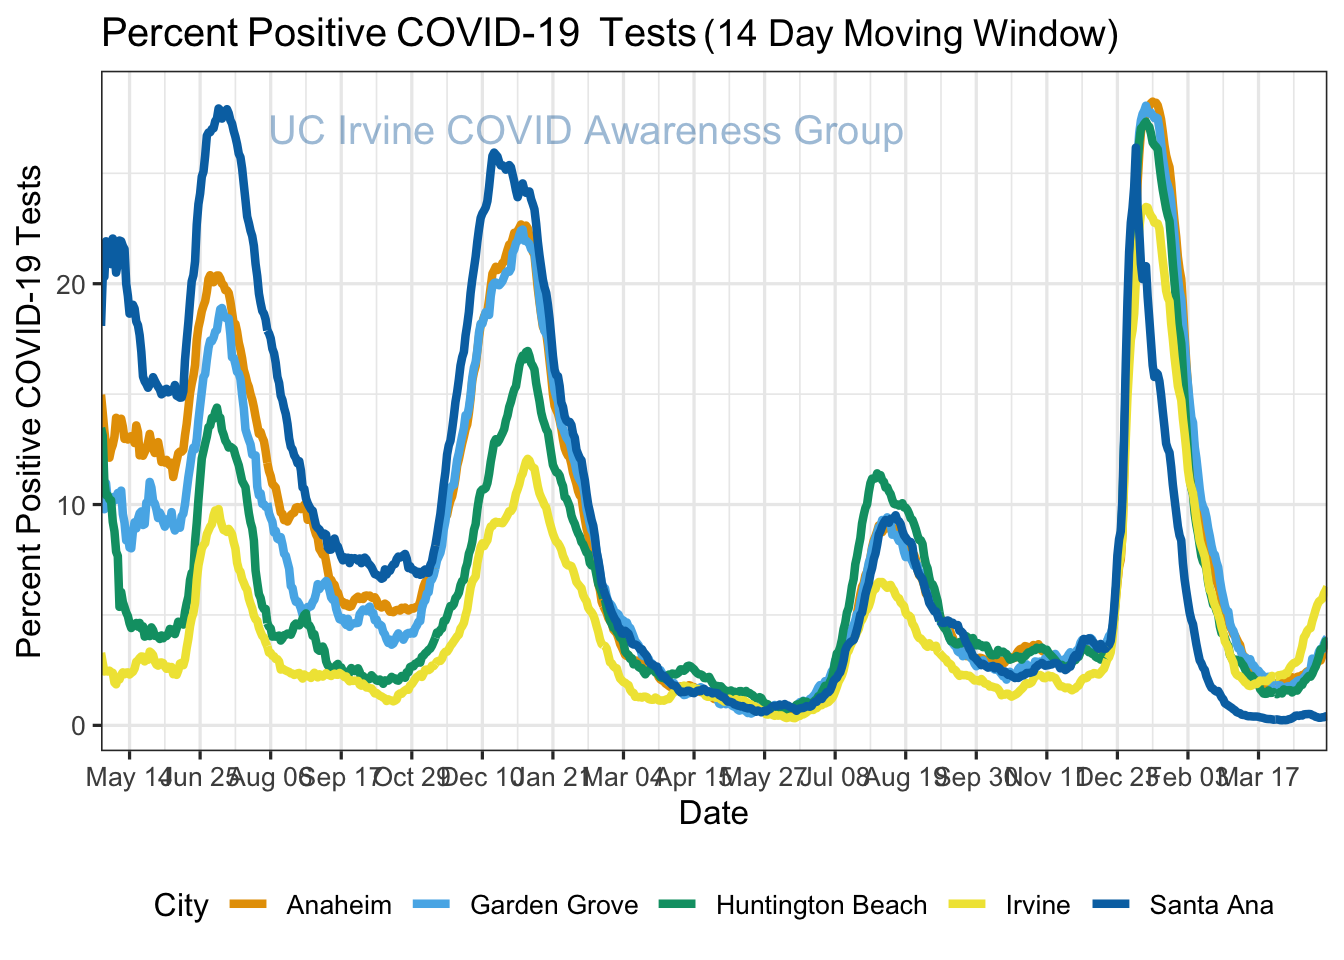 Percent Positive COVID-19 Tests (14 Day Moving Window)
UC Irvine COVID Awareness Group
Percent Positive COVID-19 Tests
20
10
0
May 14 Jun 25 Aug 06 Sep 17 Oct 29 Dec 10 Jan 21 Mar 04 Apr 15 May 27 Jul 08 Aug 19 Sep 30 Nov 11 Dec 23 Feb 03 Mar 17
Date
City Anaheim Garden Grove Huntington Beach Irvine Santa Ana